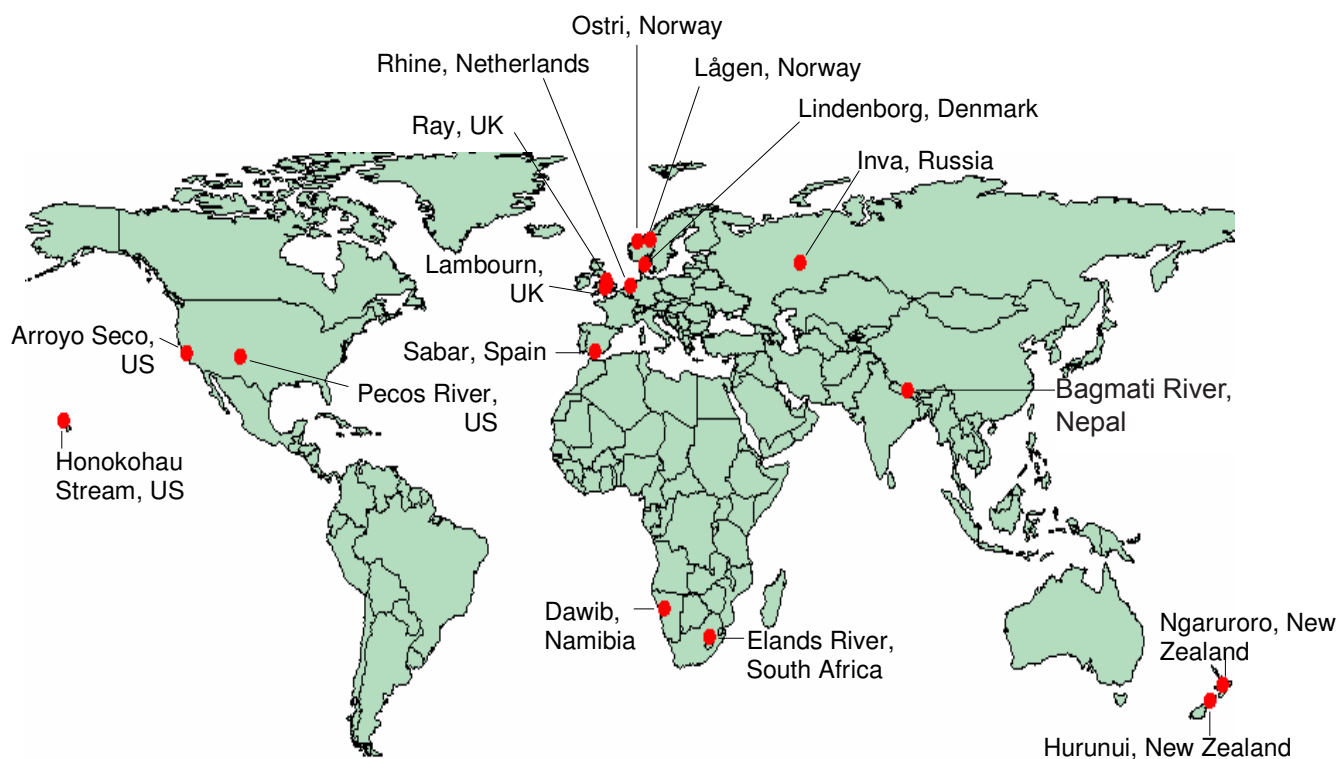 Ostri, Norway
Rhine, Netherlands
Lågen, Norway
Lindenborg, Denmark
Ray, UK
Inva, Russia
Lambourn,
UK
Arroyo Seco,
US
Sabar, Spain
Pecos River,
US
Bagmati River,
Nepal
Honokohau
Stream, US
Dawib,
Namibia
Elands River,
South Africa
Ngaruroro, New
Zealand
Hurunui, New Zealand